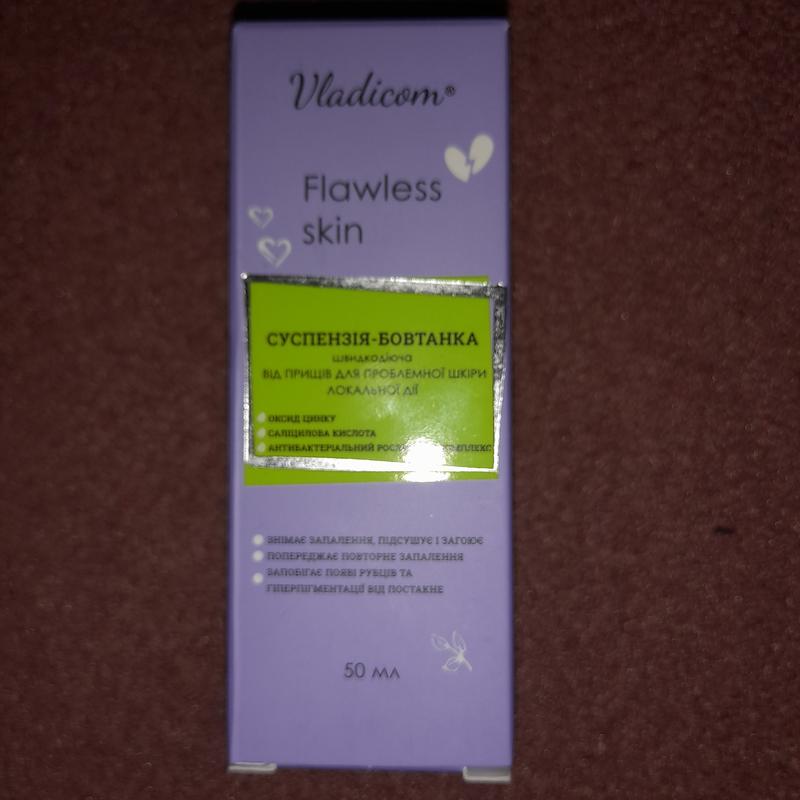 Vladicom®
Flawless
skin
СУСПЕНЗІЯ-БОВТАНКА
швидкодіюча
ВІД ПРИЩІВ ДЛЯ ПРОБЛЕМНОЇ ШКІРИ
ЛОКАЛЬНОЇ ДІЇ
ОКСИД ЦИНКУ
САЛІЦИЛОВА КИСЛОТА
АНТИБАКТЕРІАЛЬНИЙ
ЗНІМАЄ ЗАПАЛЕННЯ, ПІДСУШУЄ І ЗАГОЮЄ
ПОПЕРЕДЖАЄ ПОВТОРНЕ ЗАПАЛЕННЯ
ЗАПОБІГАЄ ПОЯВІ РУБЦІВ ТА
ГІПЕРПІГМЕНТАЦІЇ ВІД ПОСТАКНЕ
50 мл